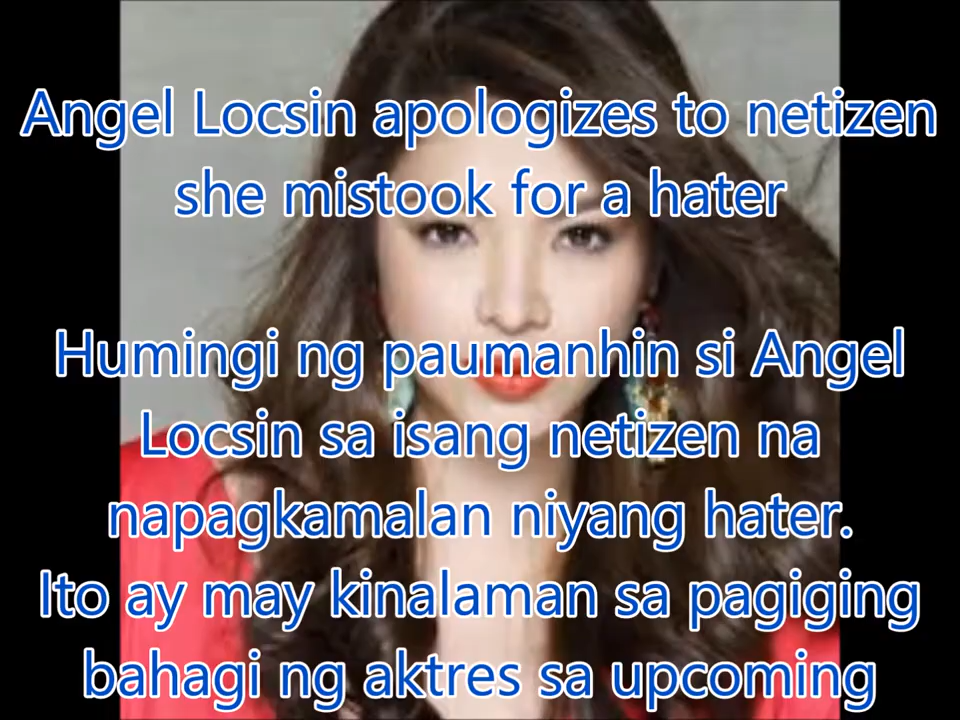 Angel Locsin apologizes to netizen
she mistook for a hater
Humingi ng paumanhin si Angel
Locsin sa isang netizen na
napagkamalan niyang hater.
Ito ay may kinalaman sa pagiging
bahagi ng aktres sa upcoming